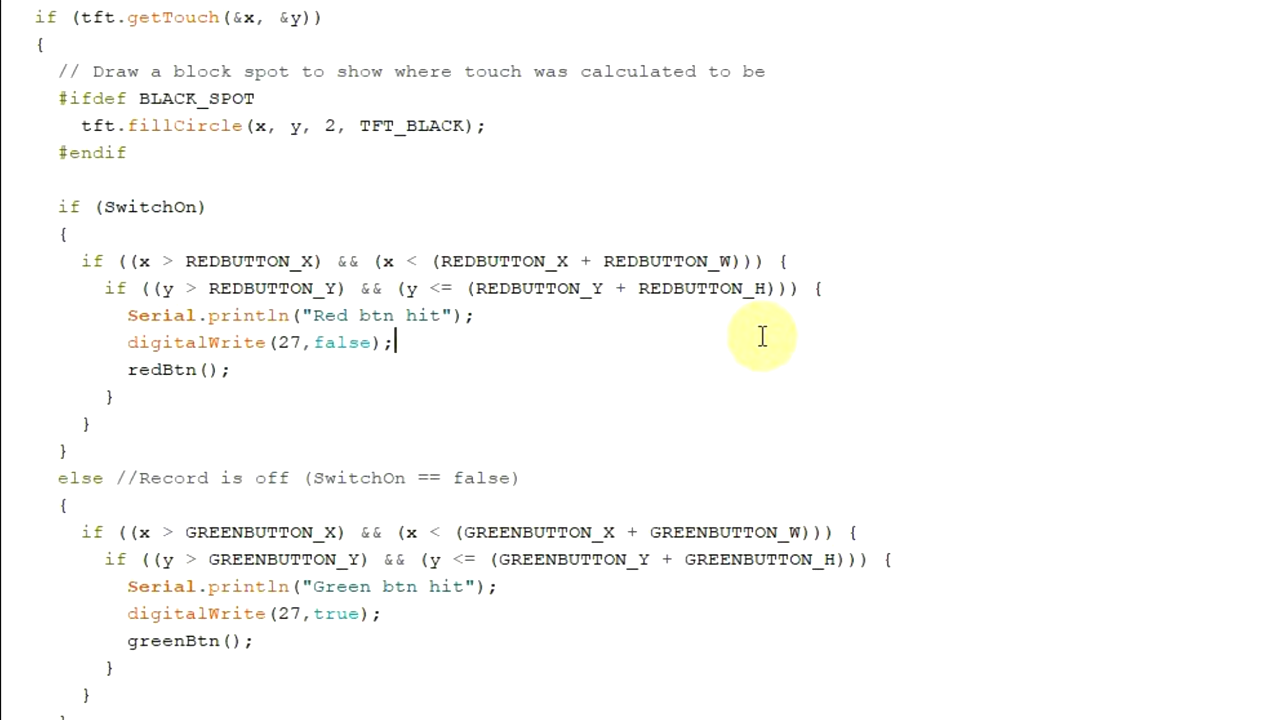 if (tft.getTouch(&x, &y))
{
// Draw a block spot to show where touch was calculated to be
#ifdef BLACK_SPOT
tft.fillCircle(x, y, 2, TFT_BLACK);
#endif
if (SwitchOn)
{
if ((x > REDBUTTON_X) && (x < (REDBUTTON_X + REDBUTTON_W))) {
if ((y > REDBUTTON_Y) && (y <= (REDBUTTON_Y + REDBUTTON_H))) {
Serial.println("Red btn hit");
digitalWrite(27,false);
redBtn();
}
}
}
else //Record is off (SwitchOn == false)
{
if ((x > GREENBUTTON_X) && (x < (GREENBUTTON_X + GREENBUTTON_W))) {
if ((y > GREENBUTTON_Y) && (y <= (GREENBUTTON_Y + GREENBUTTON_H))) {
Serial.println("Green btn hit");
digitalWrite(27,true);
greenBtn();
}
}
}